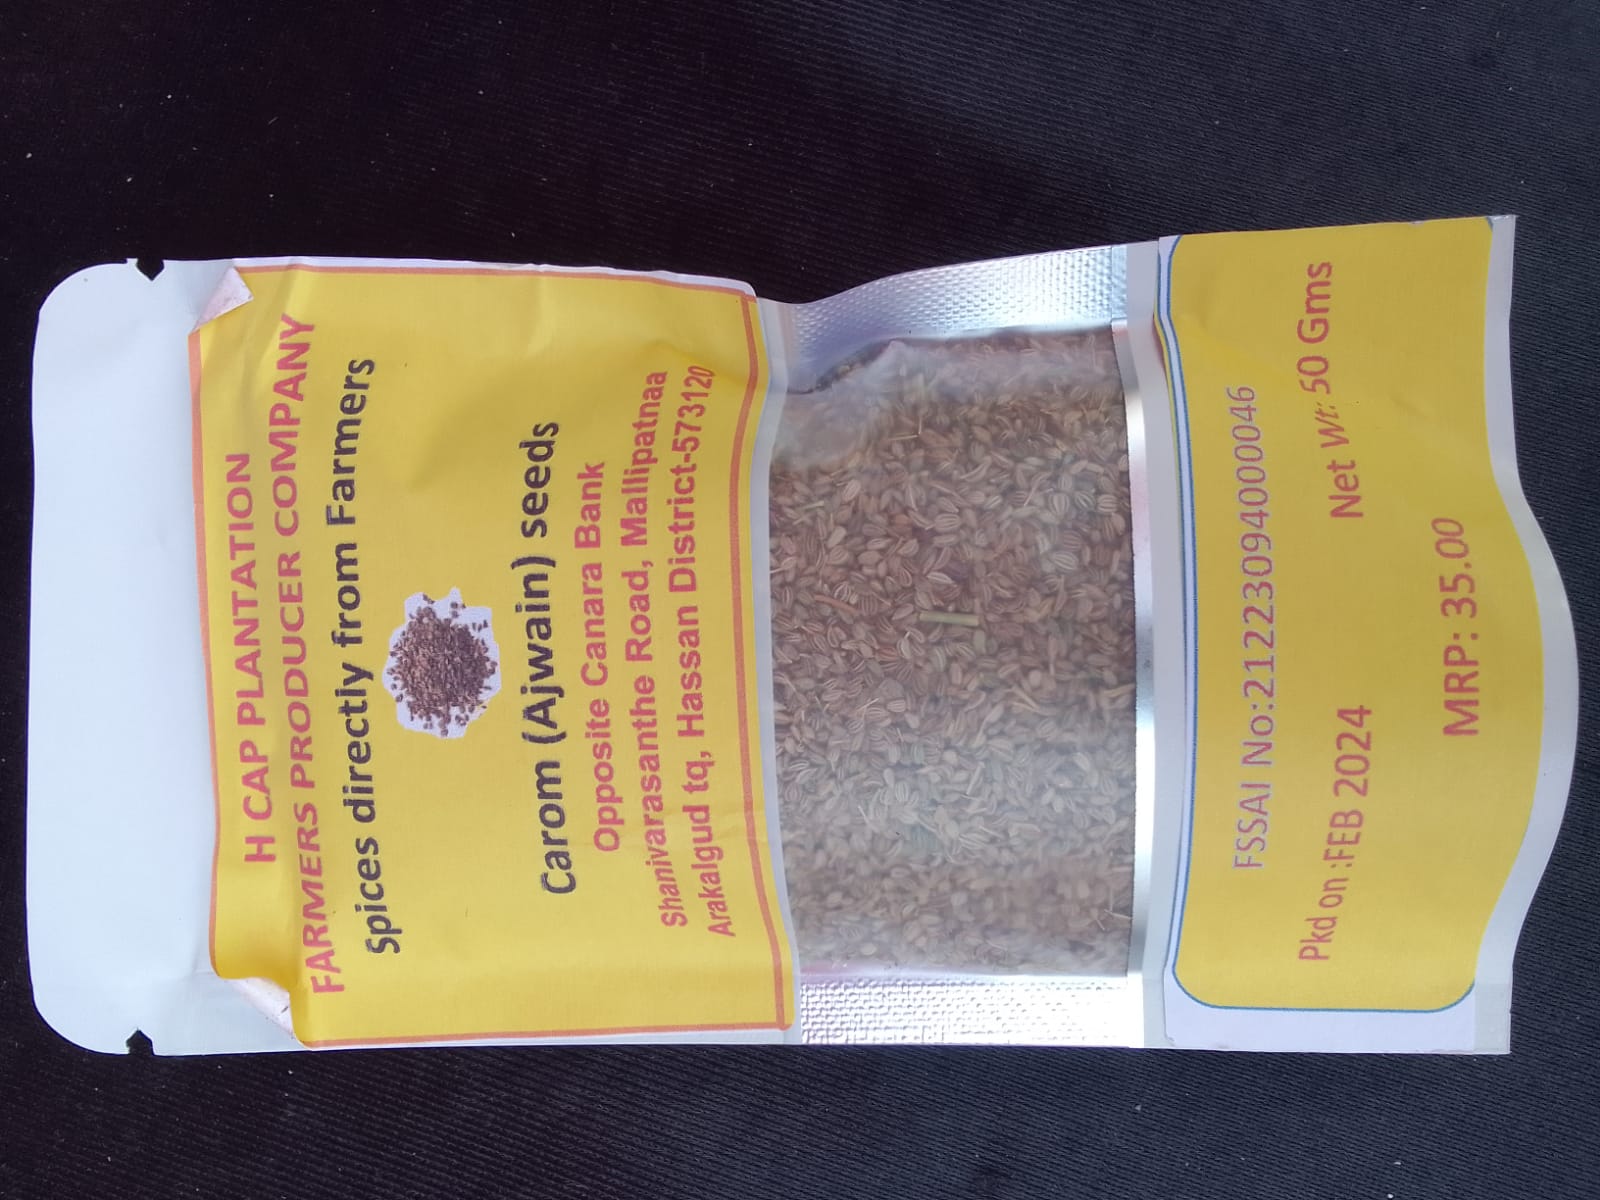 H CAP PLANTATION
FARMERS PRODUCER COMPANY
Spices directly from Farmers
Carom (Ajwain) seeds
Opposite Canara Bank
Shanivarasanthe Road, Mallipatnaa
Arakalgud tq, Hassan District-573120
FSSAI No:21223094000046
Pkd on :FEB 2024 Net Wt: 50 Gms
MRP: 35.00